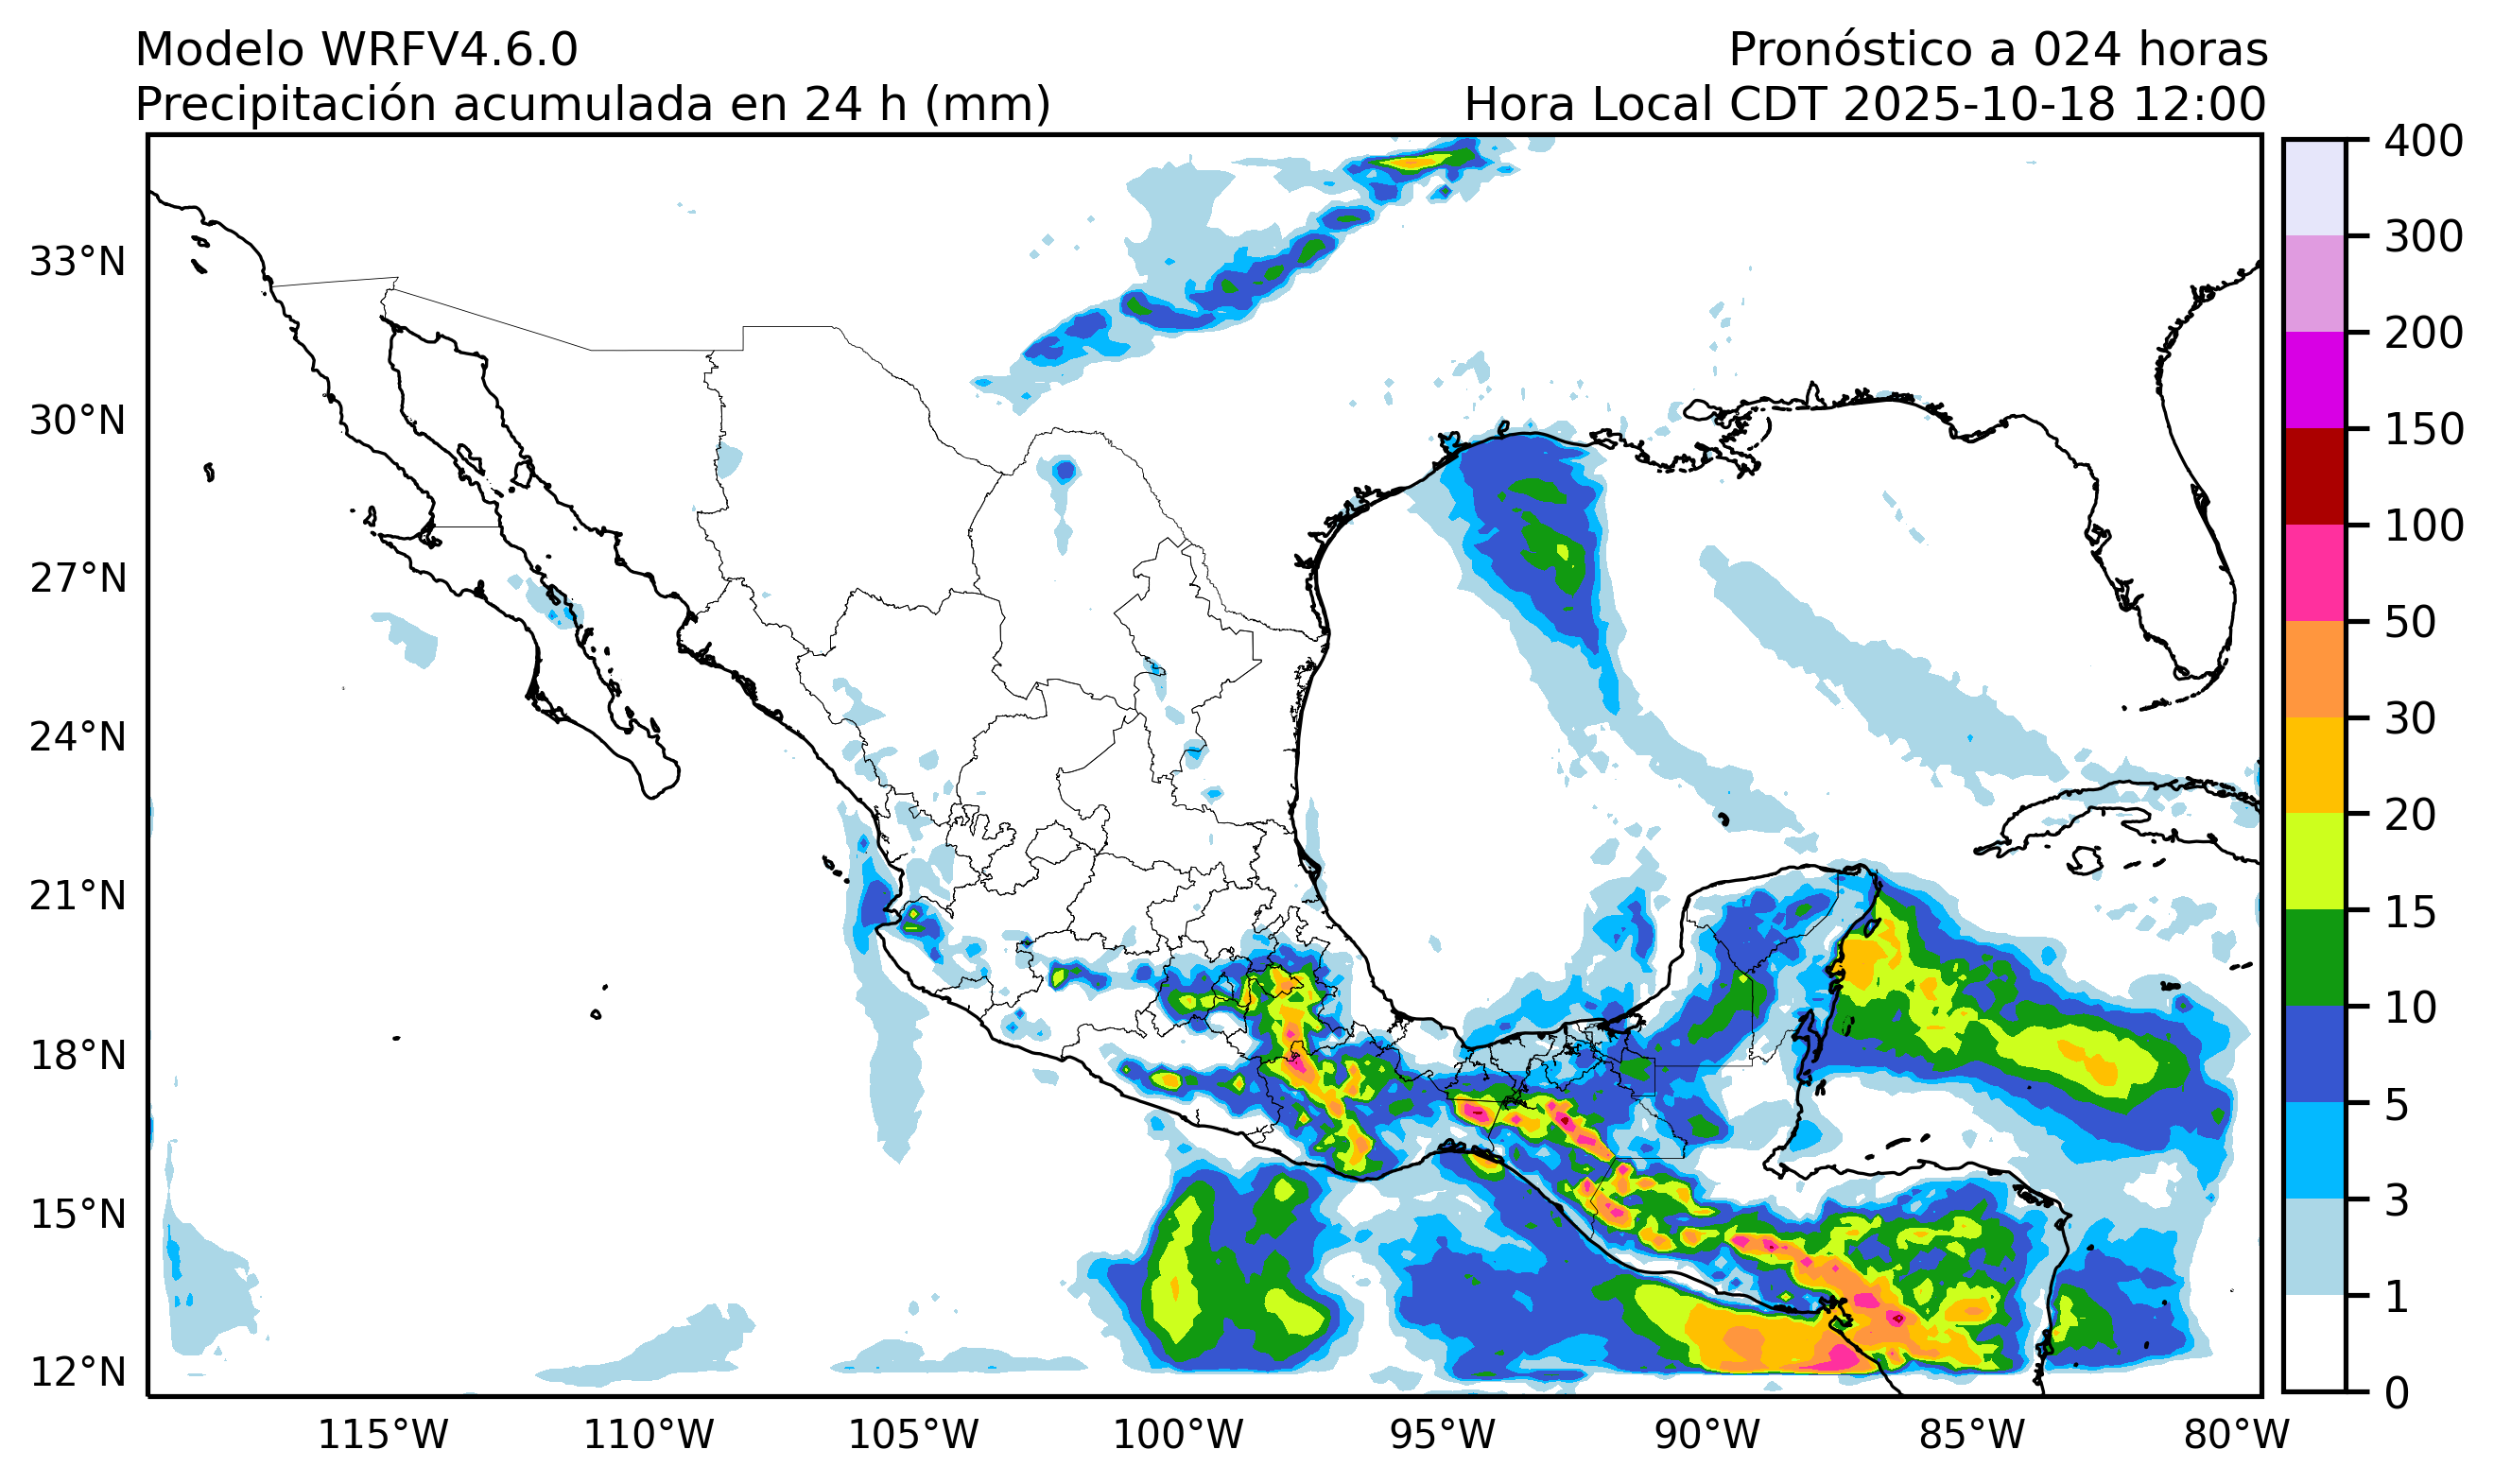 Modelo WRFV4.6.0
Pronóstico a 024 horas
Precipitación acumulada en 24 h (mm)
Hora Local CDT 2025-10-18 12:00
33°N
30°N
27°N
24°N
21°N
18°N
15°N
12°N
115°W
110°W
105°W
100°W
95°W
90°W
85°W
80°W
400
300
200
150
100
50
30
20
15
10
5
3
1
0